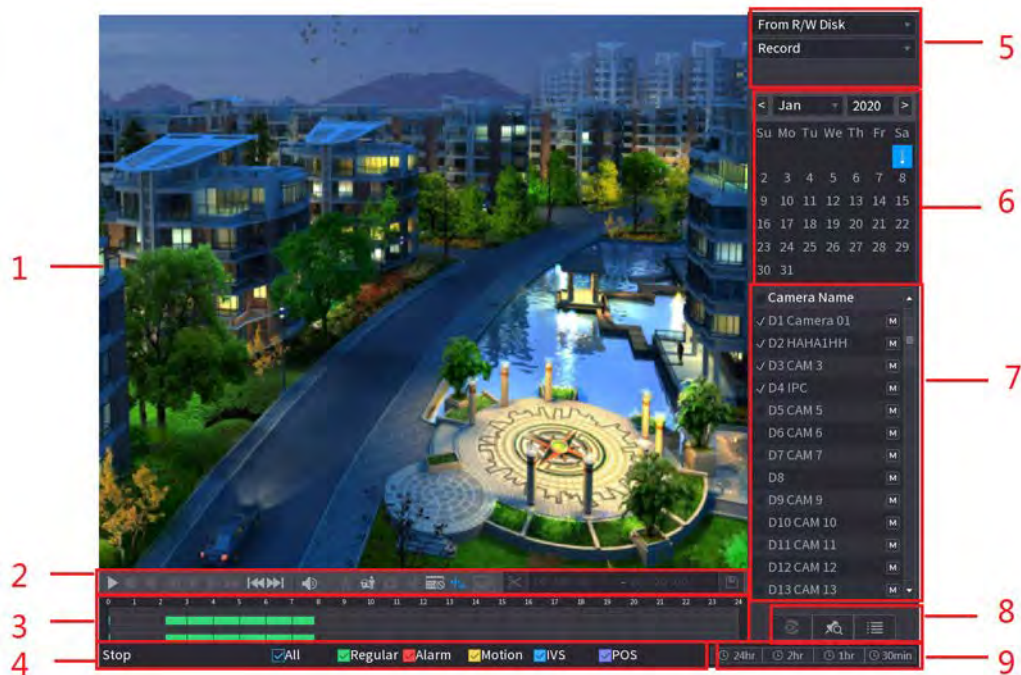 1
2
3
4
5
6
7
8
9
From R/W Disk
Record
< Jan 2020 >
Su Mo Tu We Th Fr Sa
1
2 3 4 5 6 7 8
9 10 11 12 13 14 15
16 17 18 19 20 21 22
23 24 25 26 27 28 29
30 31
Camera Name
D1 Camera 01 M
D2 HAHA1HH M
D3 CAM 3 M
D4 IPC M
D5 CAM 5 M
D6 CAM 6 M
D7 CAM 7 M
D8 M
D9 CAM 9 M
D10 CAM 10 M
D11 CAM 11 M
D12 CAM 12 M
D13 CAM 13 M
0 1 2 3 4 5 6 7 8 9 10 11 12 13 14 15 16 17 18 19 20 21 22 23 24
Stop All Regular Alarm Motion IVS POS
24hr 2hr 1hr 30min